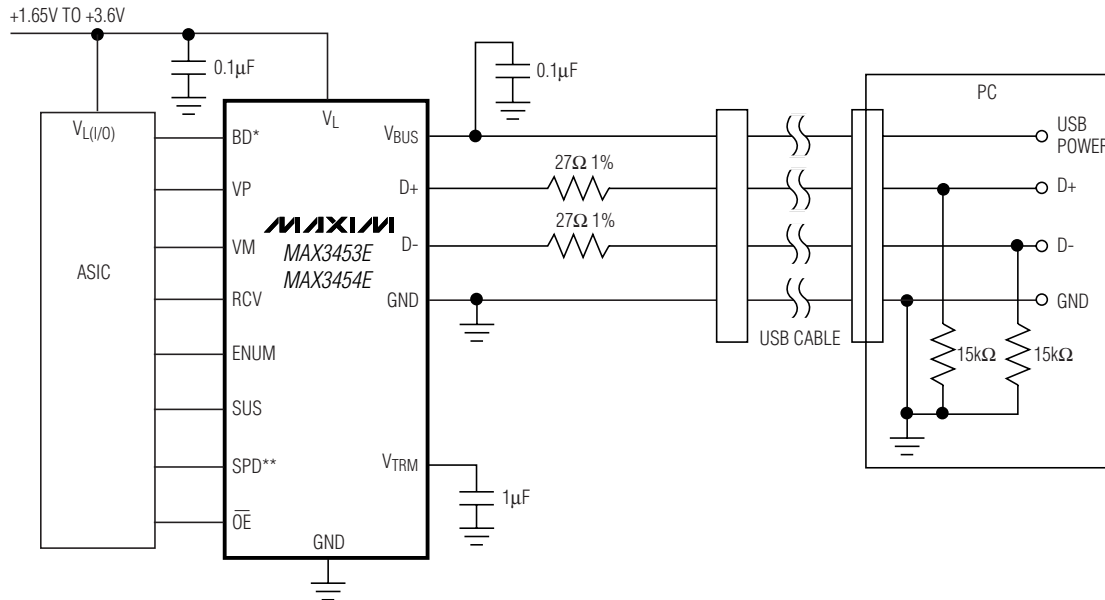 +1.65V TO +3.6V
0.1µF
0.1µF
PC
VL(I/O)
VL
BD*
VBUS
USB
POWER
27Ω 1%
VP
D+
D+
27Ω 1%
MAXIM
VM
D-
D-
MAX3453E
MAX3454E
ASIC
RCV
GND
GND
USB CABLE
ENUM
15kΩ
15kΩ
SUS
SPD**
VTRM
1µF
OE
GND